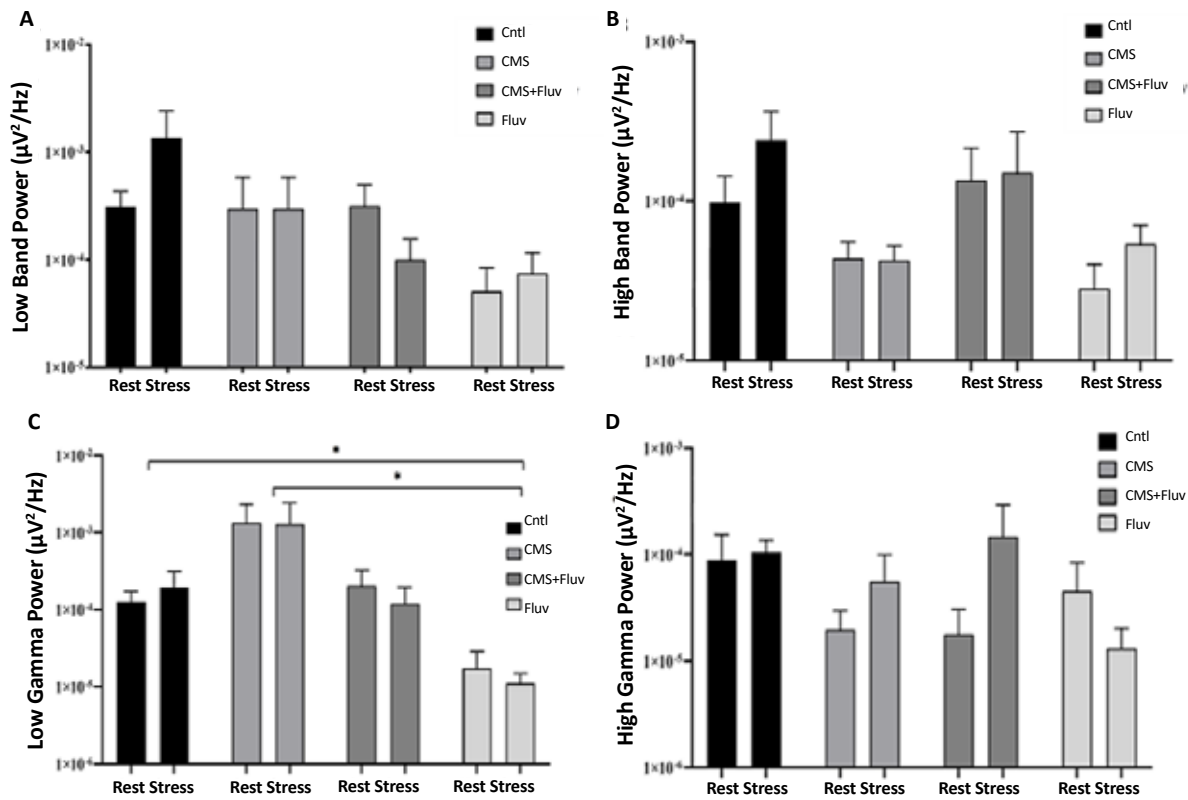 A
Low Band Power (µV²/Hz)
1×10⁻²
1×10⁻³
1×10⁻⁴
1×10⁻⁵
Cntl
CMS
CMS+Fluv
Fluv
Rest Stress Rest Stress Rest Stress Rest Stress
B
High Band Power (µV²/Hz)
1×10⁻³
1×10⁻⁴
1×10⁻⁵
Cntl
CMS
CMS+Fluv
Fluv
Rest Stress Rest Stress Rest Stress Rest Stress
C
Low Gamma Power (µV²/Hz)
1×10⁻²
1×10⁻³
1×10⁻⁴
1×10⁻⁵
1×10⁻⁶
*
*
Cntl
CMS
CMS+Fluv
Fluv
Rest Stress Rest Stress Rest Stress Rest Stress
D
High Gamma Power (µV²/Hz)
1×10⁻³
1×10⁻⁴
1×10⁻⁵
1×10⁻⁶
Cntl
CMS
CMS+Fluv
Fluv
Rest Stress Rest Stress Rest Stress Rest Stress